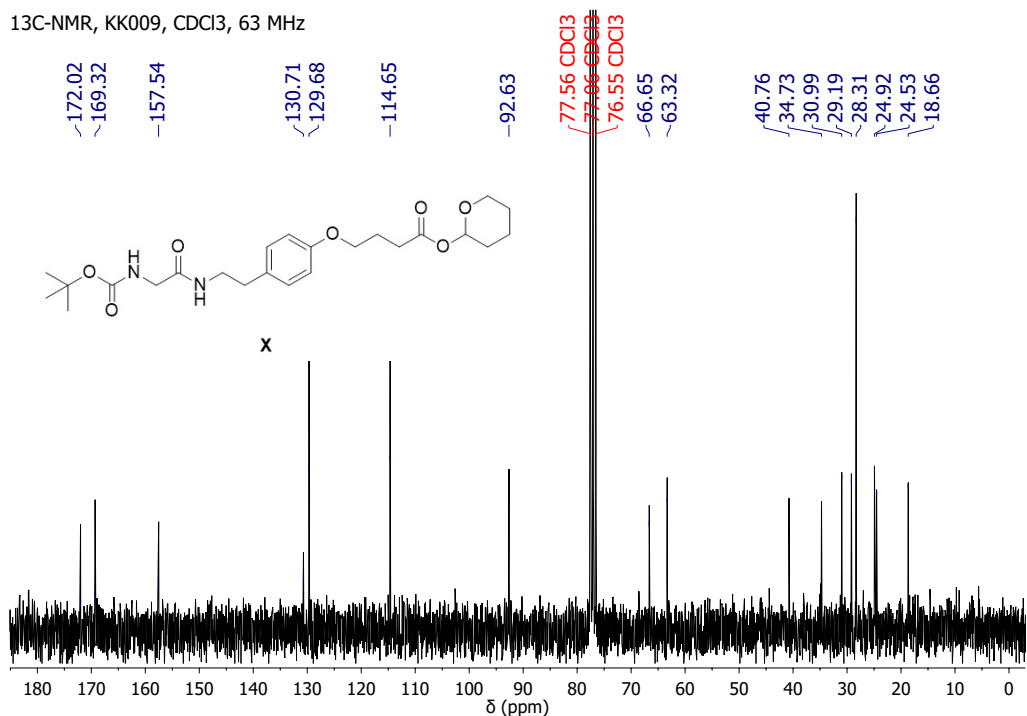 13C-NMR, KK009, CDCl3, 63 MHz
172.02
169.32
157.54
130.71
129.68
114.65
92.63
77.56 CDCl3
77.06 CDCl3
76.55 CDCl3
66.65
63.32
40.76
34.73
30.99
29.19
28.31
24.92
24.53
18.66
O
O
O
O
O
H
N
O
H
N
O
X
180 170 160 150 140 130 120 110 100 90 80 70 60 50 40 30 20 10 0
δ (ppm)